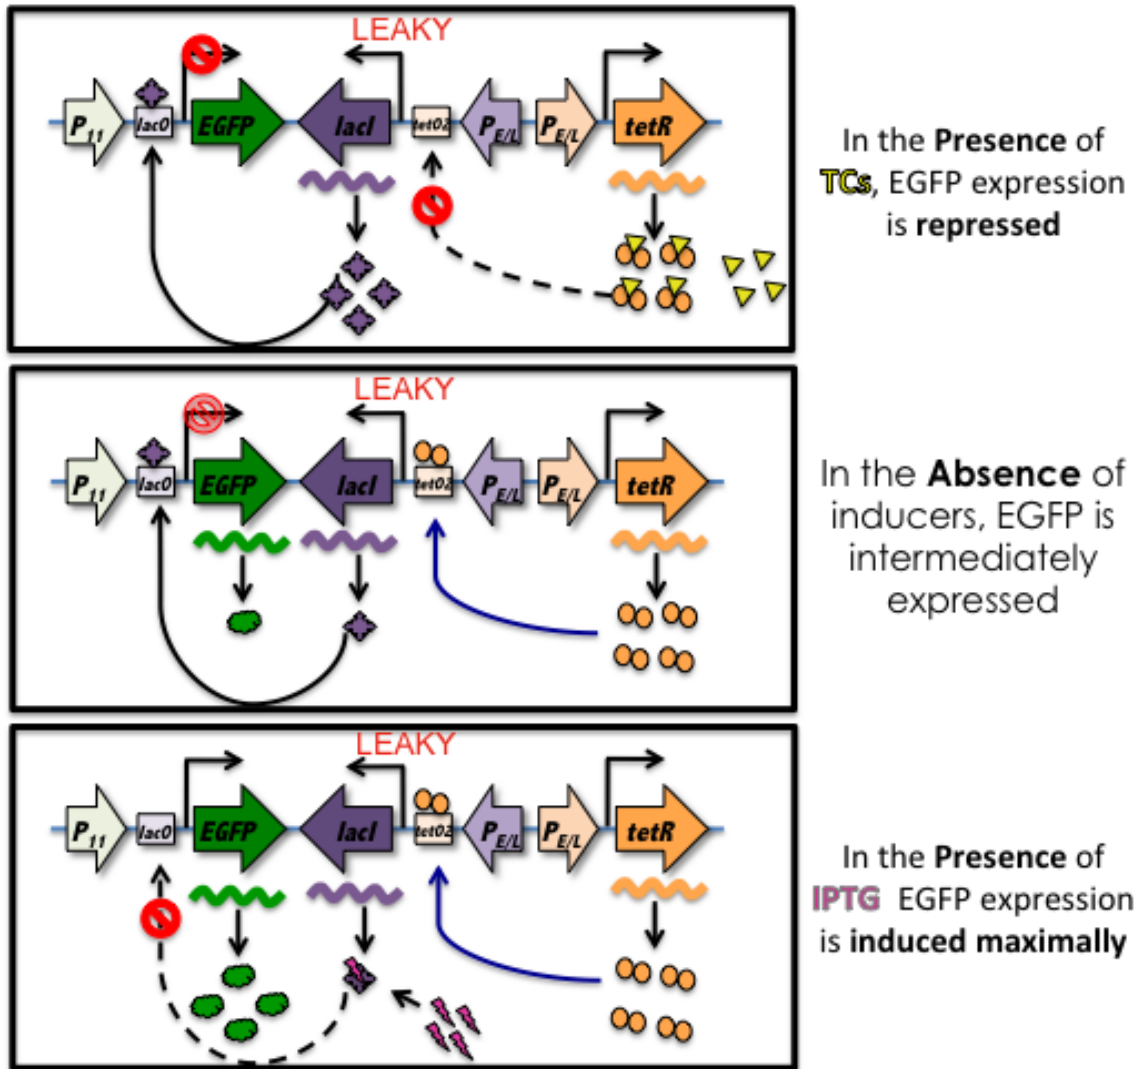 LEAKY
P11 lacO EGFP lacI tetO2 PE/L PE/L tetR
In the Presence of
TCs, EGFP expression
is repressed
LEAKY
P11 lacO EGFP lacI tetO2 PE/L PE/L tetR
In the Absence of
inducers, EGFP is
intermediately
expressed
LEAKY
P11 lacO EGFP lacI tetO2 PE/L PE/L tetR
In the Presence of
IPTG EGFP expression
is induced maximally